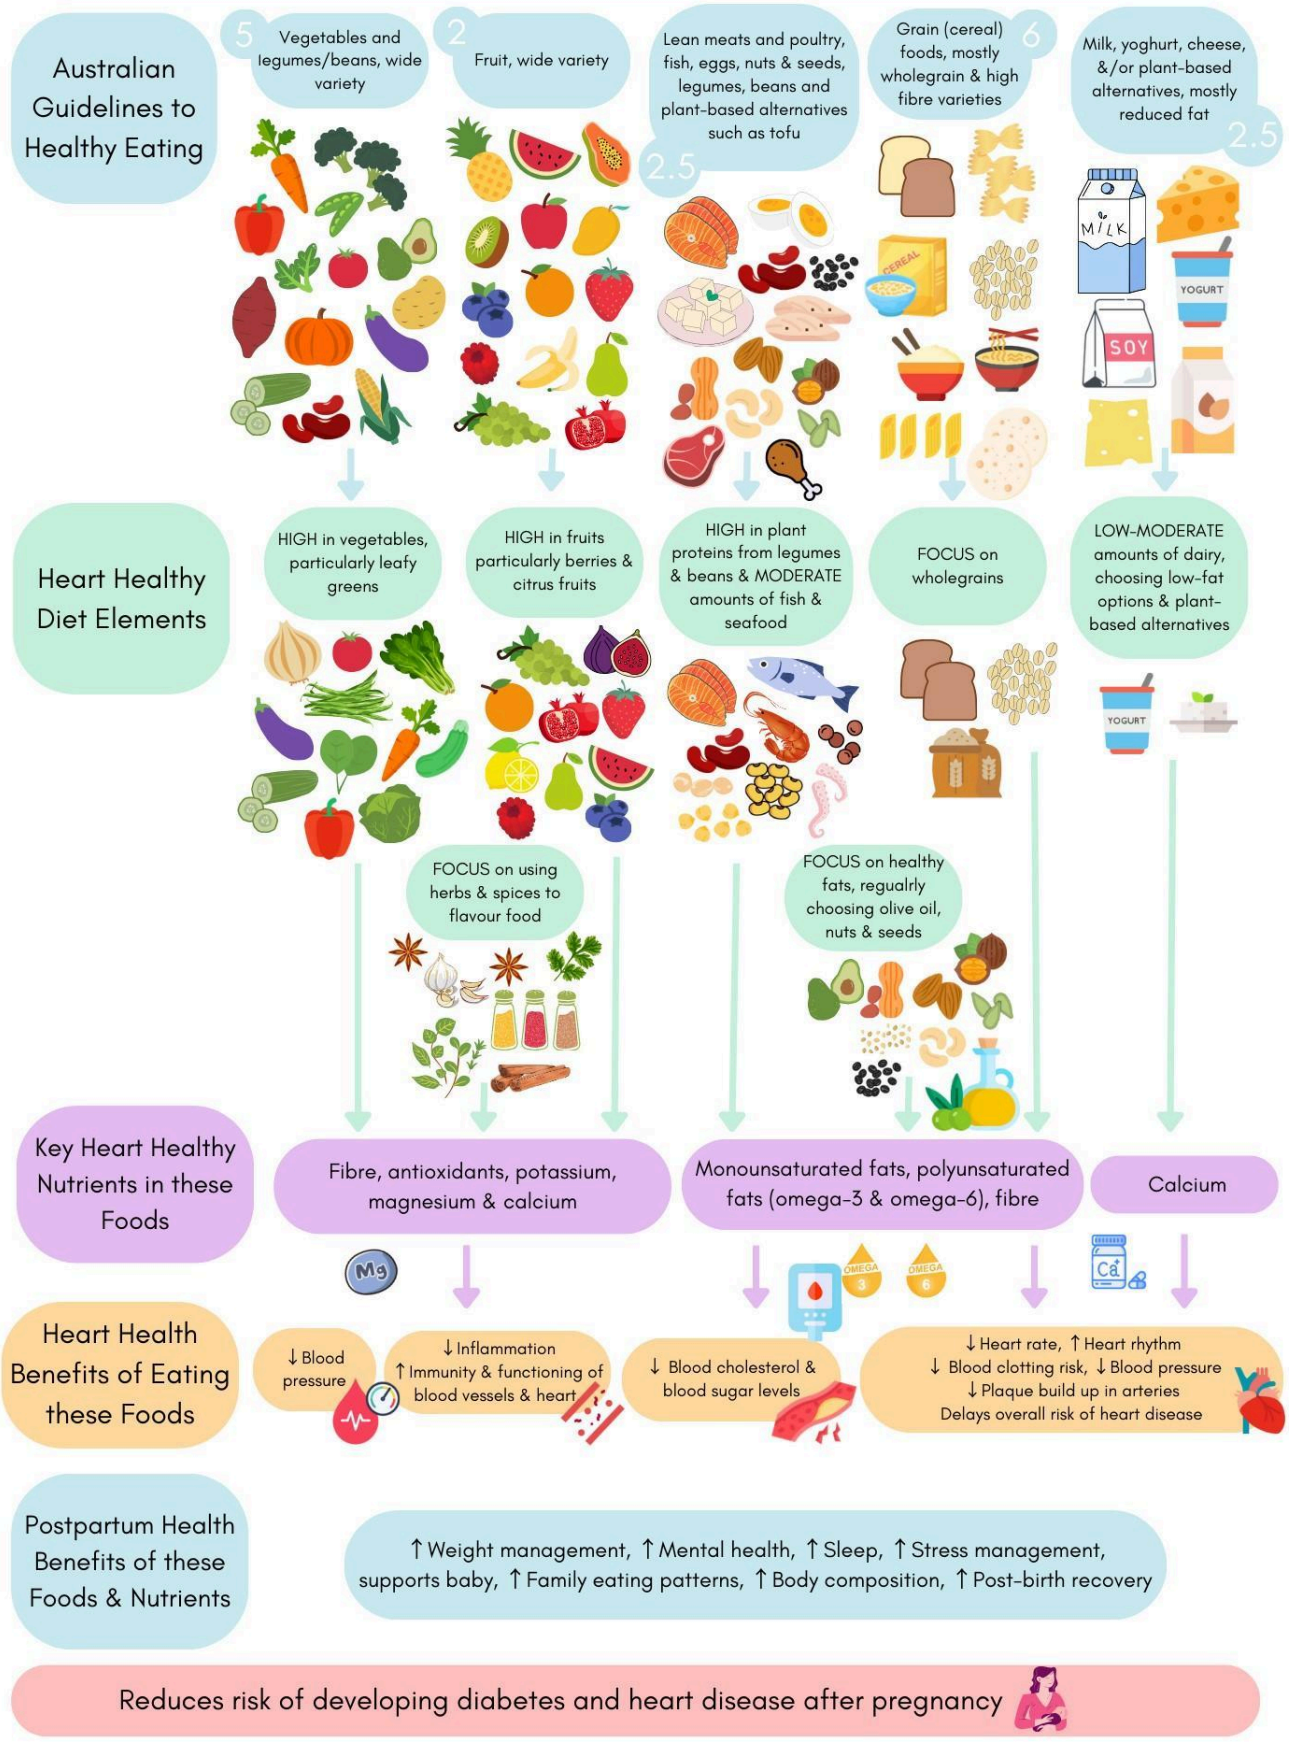 Australian
Guidelines to
Healthy Eating
5
Vegetables and
legumes/beans, wide
variety
2
Fruit, wide variety
Lean meats and poultry,
fish, eggs, nuts & seeds,
legumes, beans and
plant-based alternatives
such as tofu
2.5
Grain (cereal)
foods, mostly
wholegrain & high
fibre varieties
6
Milk, yoghurt, cheese,
&/or plant-based
alternatives, mostly
reduced fat
2.5
CEREAL
MiLK
YOGURT
SOY
Heart Healthy
Diet Elements
HIGH in vegetables,
particularly leafy
greens
HIGH in fruits
particularly berries &
citrus fruits
HIGH in plant
proteins from legumes
& beans & MODERATE
amounts of fish &
seafood
FOCUS on
wholegrains
LOW-MODERATE
amounts of dairy,
choosing low-fat
options & plant-
based alternatives
YOGURT
FOCUS on using
herbs & spices to
flavour food
FOCUS on healthy
fats, regualrly
choosing olive oil,
nuts & seeds
Key Heart Healthy
Nutrients in these
Foods
Fibre, antioxidants, potassium,
magnesium & calcium
Monounsaturated fats, polyunsaturated
fats (omega-3 & omega-6), fibre
Calcium
Mg
OMEGA
3
OMEGA
6
Ca+
Heart Health
Benefits of Eating
these Foods
↓ Blood
pressure
↓ Inflammation
↑ Immunity & functioning of
blood vessels & heart
↓ Blood cholesterol &
blood sugar levels
↓ Heart rate, ↑ Heart rhythm
↓ Blood clotting risk, ↓ Blood pressure
↓ Plaque build up in arteries
Delays overall risk of heart disease
Postpartum Health
Benefits of these
Foods & Nutrients
↑ Weight management, ↑ Mental health, ↑ Sleep, ↑ Stress management,
supports baby, ↑ Family eating patterns, ↑ Body composition, ↑ Post-birth recovery
Reduces risk of developing diabetes and heart disease after pregnancy